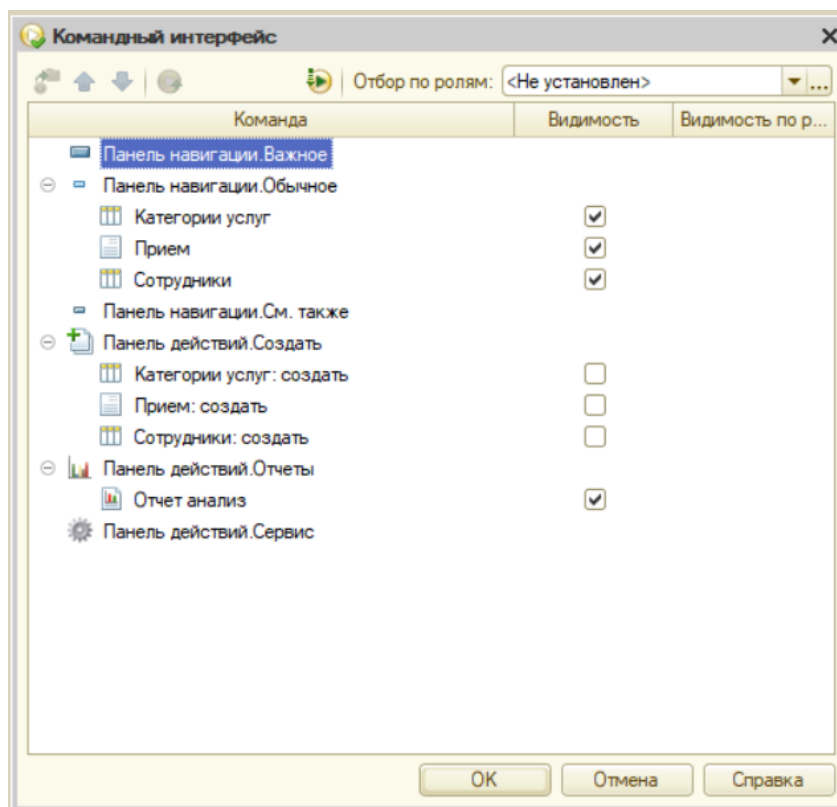 Командный интерфейс
Отбор по ролям: <Не установлен>
Команда Видимость Видимость по р...
Панель навигации.Важное
Панель навигации.Обычное
Категории услуг
Прием
Сотрудники
Панель навигации.См. также
Панель действий.Создать
Категории услуг: создать
Прием: создать
Сотрудники: создать
Панель действий.Отчеты
Отчет анализ
Панель действий.Сервис
OK Отмена Справка